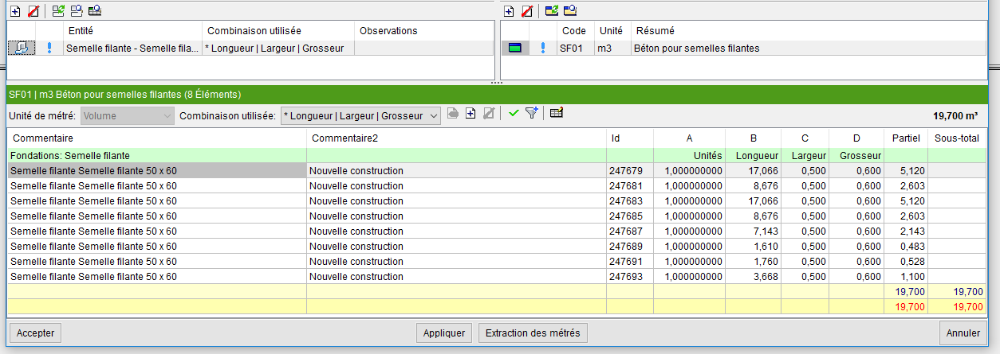 Entité Combinaison utilisée Observations
Semelle filante - Semelle fila... * Longueur | Largeur | Grosseur
Code Unité Résumé
SF01 m3 Béton pour semelles filantes
SF01 | m3 Béton pour semelles filantes (8 Éléments)
Unité de métré: Volume Combinaison utilisée: * Longueur | Largeur | Grosseur 19,700 m³
Commentaire Commentaire2 Id A B C D Partiel Sous-total
Fondations: Semelle filante Unités Longueur Largeur Grosseur
Semelle filante Semelle filante 50 x 60 Nouvelle construction 247679 1,000000000 17,066 0,500 0,600 5,120
Semelle filante Semelle filante 50 x 60 Nouvelle construction 247681 1,000000000 8,676 0,500 0,600 2,603
Semelle filante Semelle filante 50 x 60 Nouvelle construction 247683 1,000000000 17,066 0,500 0,600 5,120
Semelle filante Semelle filante 50 x 60 Nouvelle construction 247685 1,000000000 8,676 0,500 0,600 2,603
Semelle filante Semelle filante 50 x 60 Nouvelle construction 247687 1,000000000 7,143 0,500 0,600 2,143
Semelle filante Semelle filante 50 x 60 Nouvelle construction 247689 1,000000000 1,610 0,500 0,600 0,483
Semelle filante Semelle filante 50 x 60 Nouvelle construction 247691 1,000000000 1,760 0,500 0,600 0,528
Semelle filante Semelle filante 50 x 60 Nouvelle construction 247693 1,000000000 3,668 0,500 0,600 1,100
19,700 19,700
19,700 19,700
Accepter Appliquer Extraction des métrés Annuler